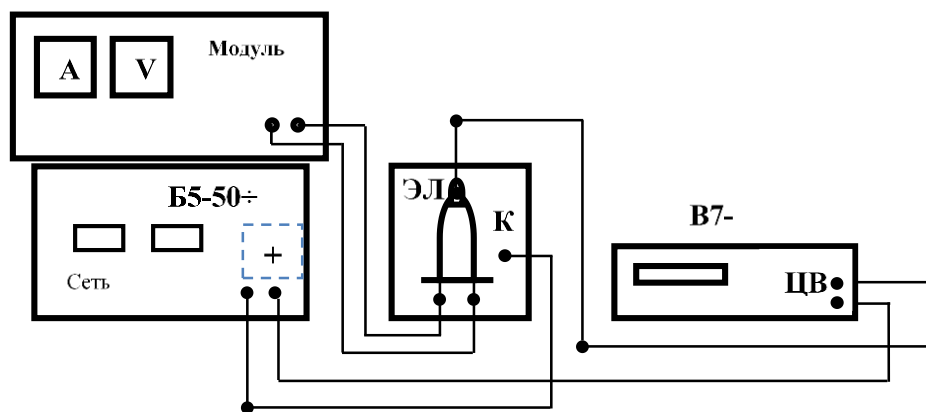 Модуль
A V
Б5-50÷
+
Сеть
ЭЛ
К
В7-
ЦВ